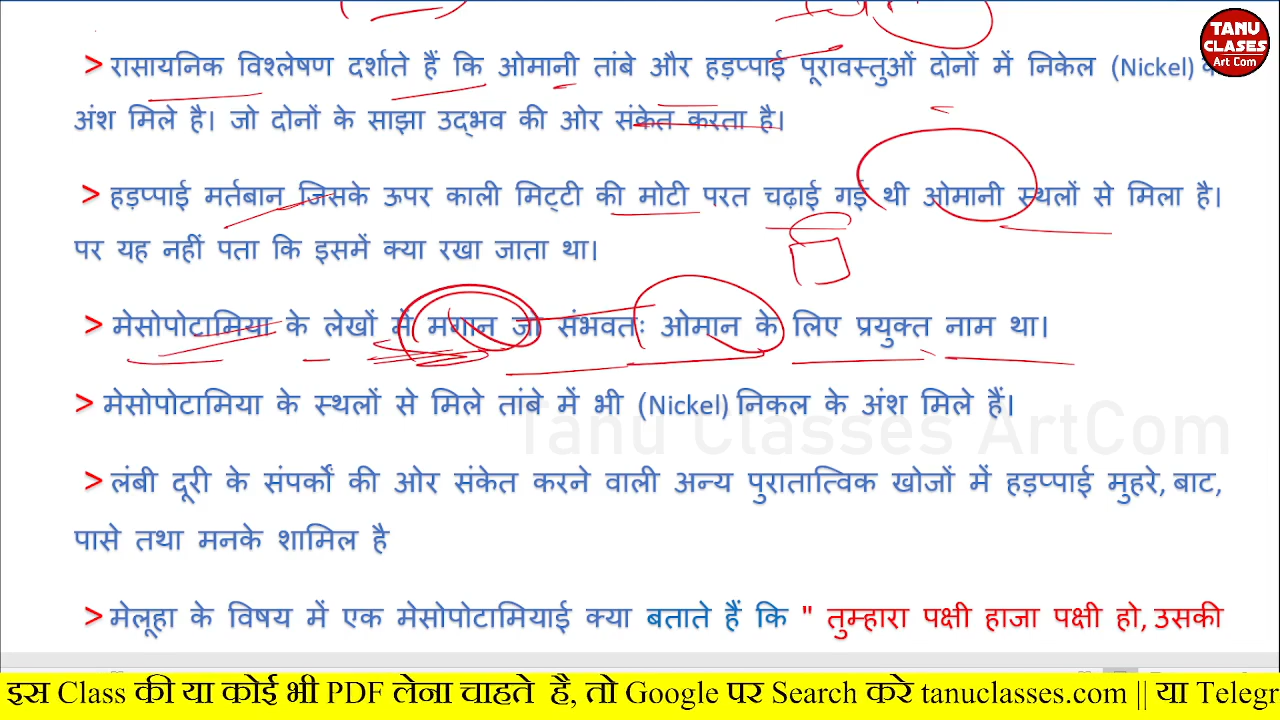 TANU
CLASES
Art Com
> रासायनिक विश्लेषण दर्शाते हैं कि ओमानी तांबे और हड़प्पाई पूरावस्तुओं दोनों में निकेल (Nickel)
अंश मिले है। जो दोनों के साझा उद्भव की ओर संकेत करता है।
> हड़प्पाई मर्तबान जिसके ऊपर काली मिट्टी की मोटी परत चढ़ाई गई थी ओमानी स्थलों से मिला है।
पर यह नहीं पता कि इसमें क्या रखा जाता था।
> मेसोपोटामिया के लेखों मे मगान जो संभवतः ओमान के लिए प्रयुक्त नाम था।
> मेसोपोटामिया के स्थलों से मिले तांबे में भी (Nickel) निकल के अंश मिले हैं।
Tanu Classes ArtCom
> लंबी दूरी के संपर्कों की ओर संकेत करने वाली अन्य पुरातात्विक खोजों में हड़प्पाई मुहरे, बाट,
पासे तथा मनके शामिल है
> मेलूहा के विषय में एक मेसोपोटामियाई क्या बताते हैं कि " तुम्हारा पक्षी हाजा पक्षी हो, उसकी
इस Class की या कोई भी PDF लेना चाहते है, तो Google पर Search करे tanuclasses.com || या Telegr